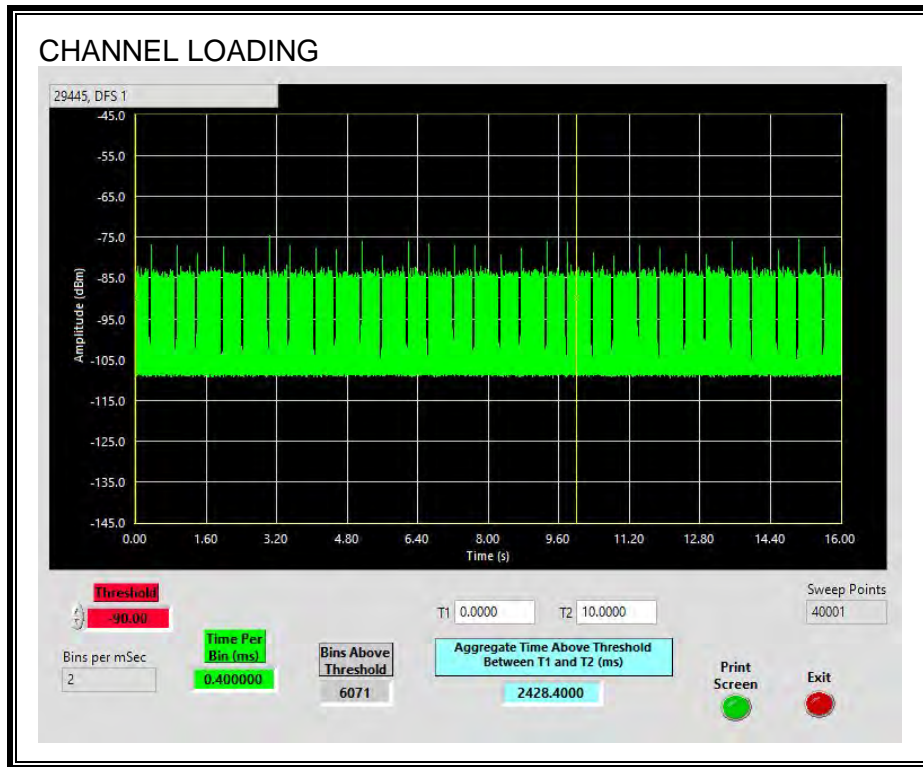 CHANNEL LOADING
29445, DFS 1
-45.0
-55.0
-65.0
-75.0
-85.0
-95.0
-105.0
-115.0
-125.0
-135.0
-145.0
Amplitude (dBm)
0.00 1.60 3.20 4.80 6.40 8.00 9.60 11.20 12.80 14.40 16.00
Time (s)
Threshold
-90.00
Bins per mSec
2
Time Per
Bin (ms)
0.400000
Bins Above
Threshold
6071
T1 0.0000 T2 10.0000
Aggregate Time Above Threshold
Between T1 and T2 (ms)
2428.4000
Sweep Points
40001
Print
Screen
Exit